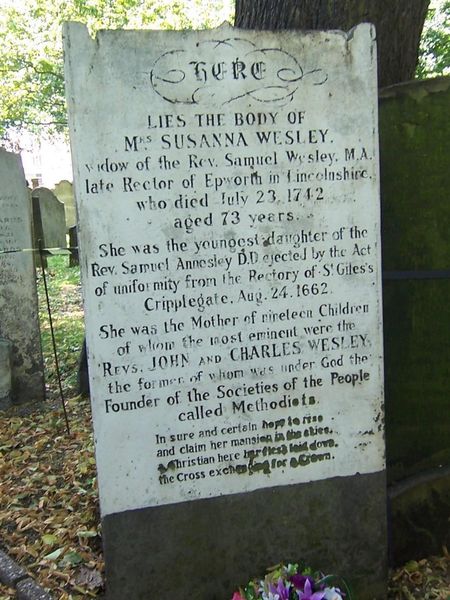 HERE
LIES THE BODY OF
Mrs SUSANNA WESLEY.
widow of the Rev. Samuel Wesley. M.A.
late Rector of Epworth in Lincolnshire.
who died July 23. 1742
aged 73 years.
She was the youngest daughter of the
Rev. Samuel Annesley D.D ejected by the Act
of uniformity from the Rectory of St Giles's
Cripplegate. Aug. 24. 1662.
She was the Mother of nineteen Children
of whom the most eminent were the
Revs. JOHN AND CHARLES WESLEY.
the former of whom was under God the
Founder of the Societies of the People
called Methodists.
In sure and certain hope to rise
and claim her mansion in the skies.
a Christian here her flesh laid down.
the Cross exchanging for a Crown.